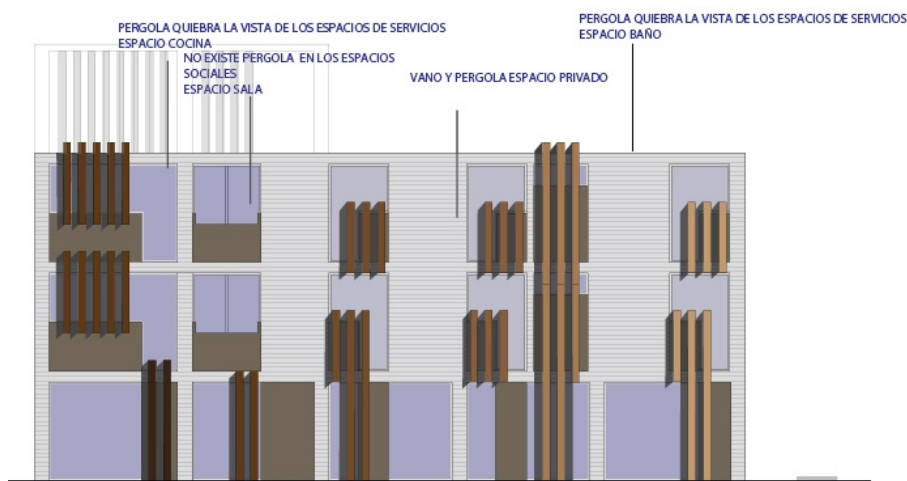 PERGOLA QUIEBRA LA VISTA DE LOS ESPACIOS DE SERVICIOS
ESPACIO COCINA
NO EXISTE PERGOLA EN LOS ESPACIOS
SOCIALES
ESPACIO SALA
VANO Y PERGOLA ESPACIO PRIVADO
PERGOLA QUIEBRA LA VISTA DE LOS ESPACIOS DE SERVICIOS
ESPACIO BAÑO